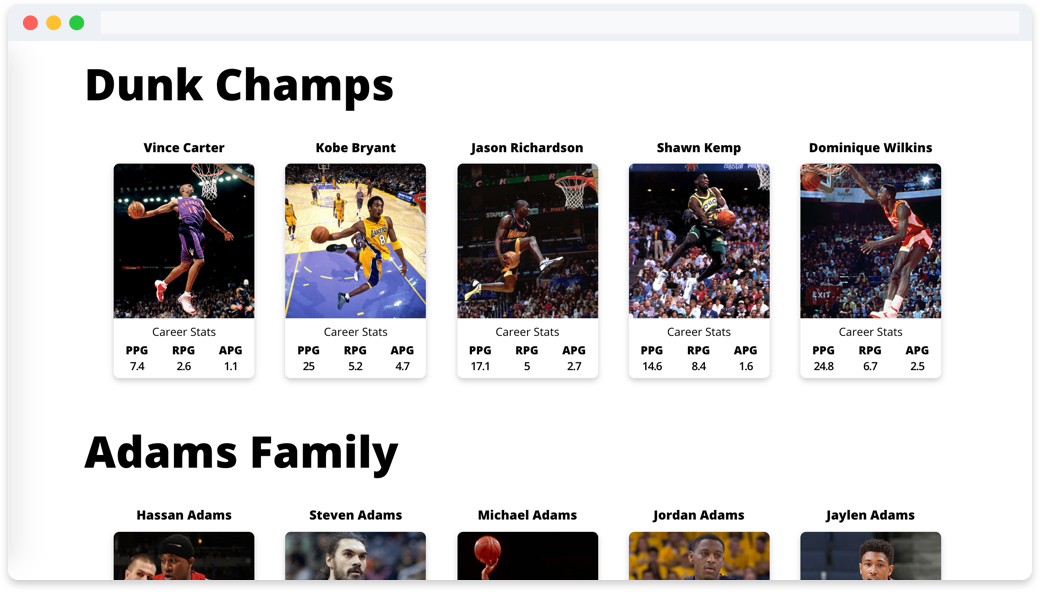 Dunk Champs
Vince Carter Kobe Bryant Jason Richardson Shawn Kemp Dominique Wilkins
EXIT
Career Stats Career Stats Career Stats Career Stats Career Stats
PPG RPG APG PPG RPG APG PPG RPG APG PPG RPG APG PPG RPG APG
7.4 2.6 1.1 25 5.2 4.7 17.1 5 2.7 14.6 8.4 1.6 24.8 6.7 2.5
Adams Family
Hassan Adams Steven Adams Michael Adams Jordan Adams Jaylen Adams